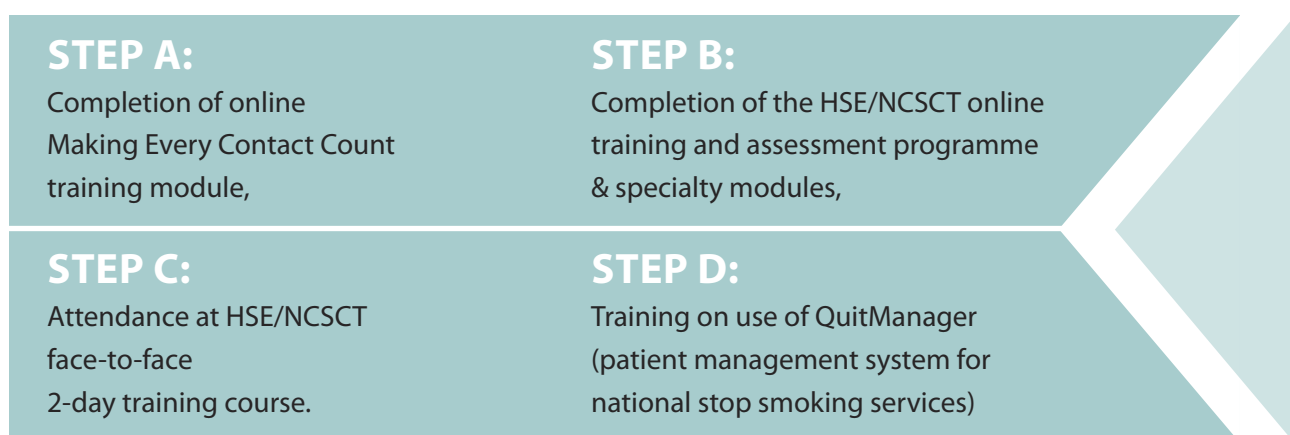 STEP A:
Completion of online
Making Every Contact Count
training module,
STEP B:
Completion of the HSE/NCSCT online
training and assessment programme
& specialty modules,
STEP C:
Attendance at HSE/NCSCT
face-to-face
2-day training course.
STEP D:
Training on use of QuitManager
(patient management system for
national stop smoking services)